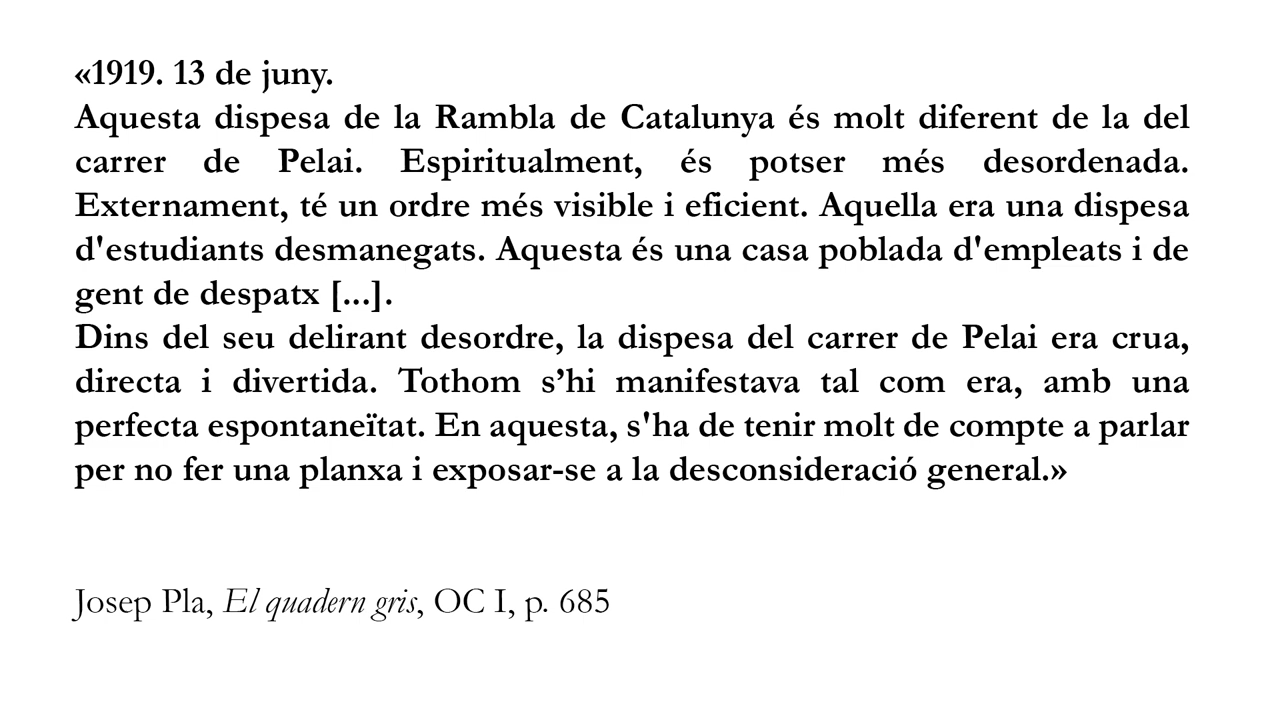 «1919. 13 de juny.
Aquesta dispesa de la Rambla de Catalunya és molt diferent de la del
carrer de Pelai. Espiritualment, és potser més desordenada.
Externament, té un ordre més visible i eficient. Aquella era una dispesa
d'estudiants desmanegats. Aquesta és una casa poblada d'empleats i de
gent de despatx [...].
Dins del seu delirant desordre, la dispesa del carrer de Pelai era crua,
directa i divertida. Tothom s’hi manifestava tal com era, amb una
perfecta espontaneïtat. En aquesta, s'ha de tenir molt de compte a parlar
per no fer una planxa i exposar-se a la desconsideració general.»
Josep Pla, El quadern gris, OC I, p. 685